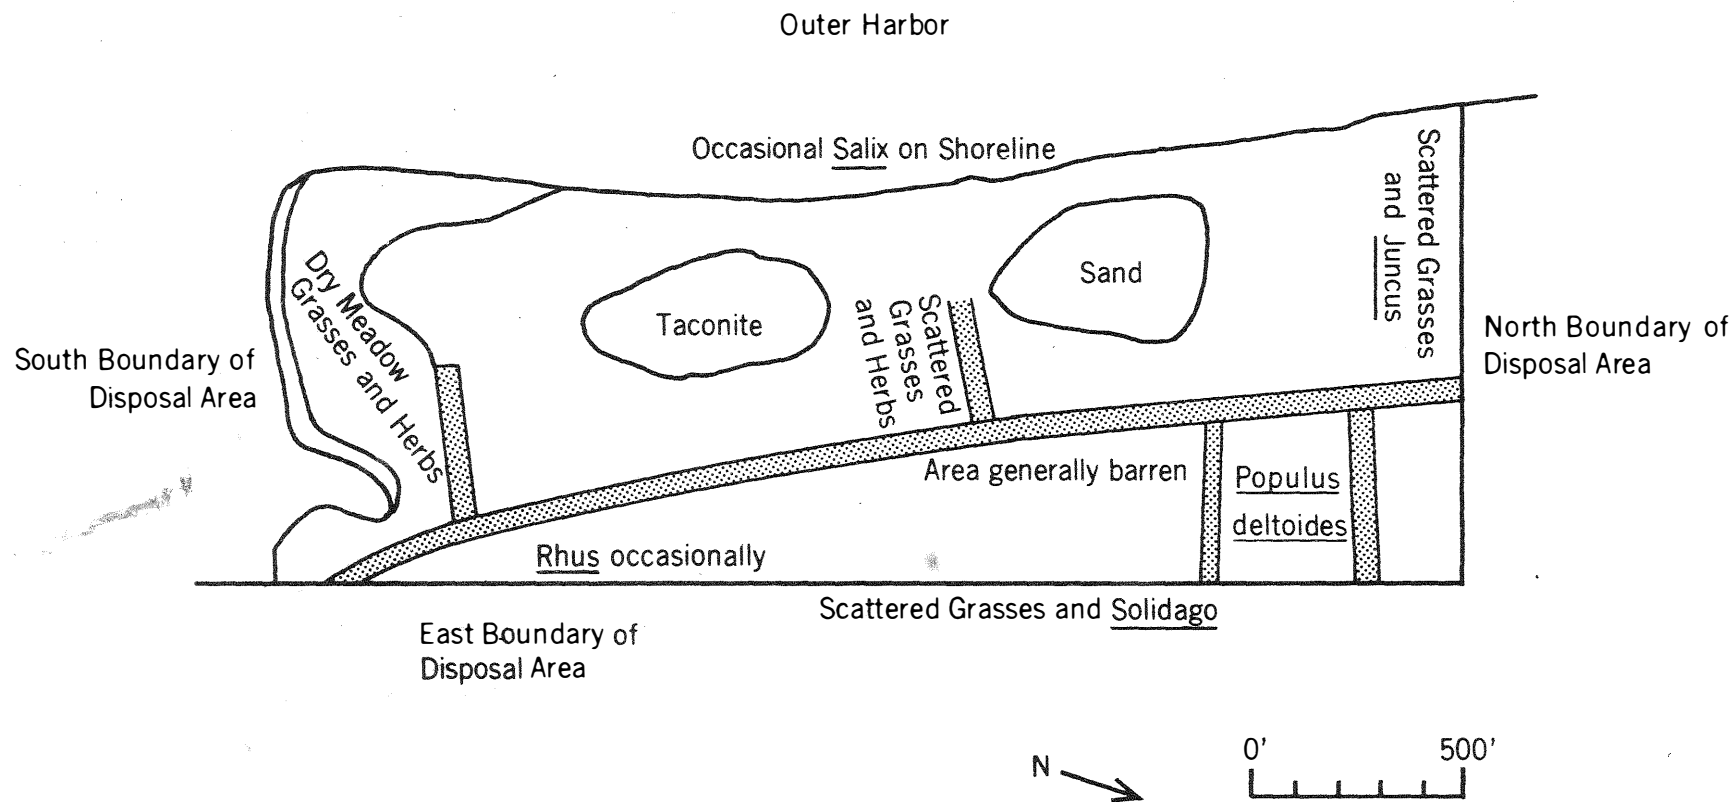 Outer Harbor
Occasional Salix on Shoreline
Scattered Grasses
and Juncus
Dry Meadow
Grasses and Herbs
Taconite
Scattered
Grasses
and Herbs
Sand
South Boundary of
Disposal Area
North Boundary of
Disposal Area
Area generally barren
Populus
deltoides
Rhus occasionally
Scattered Grasses and Solidago
East Boundary of
Disposal Area
N
0' 500'